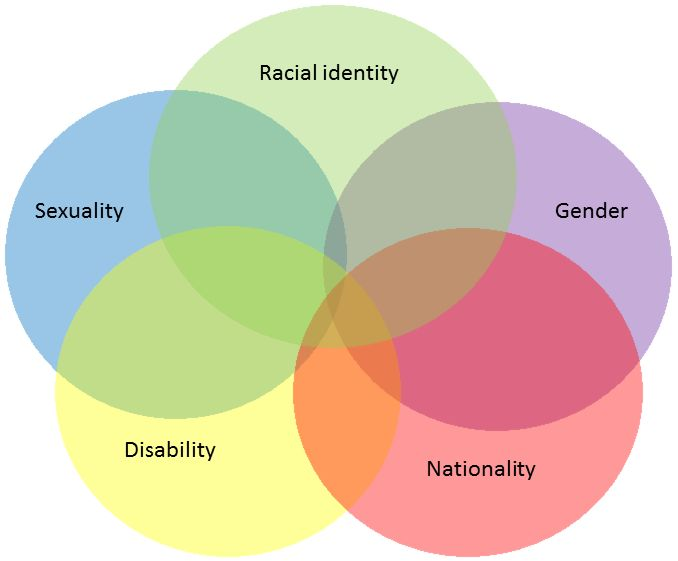 Racial identity
Sexuality
Gender
Disability
Nationality